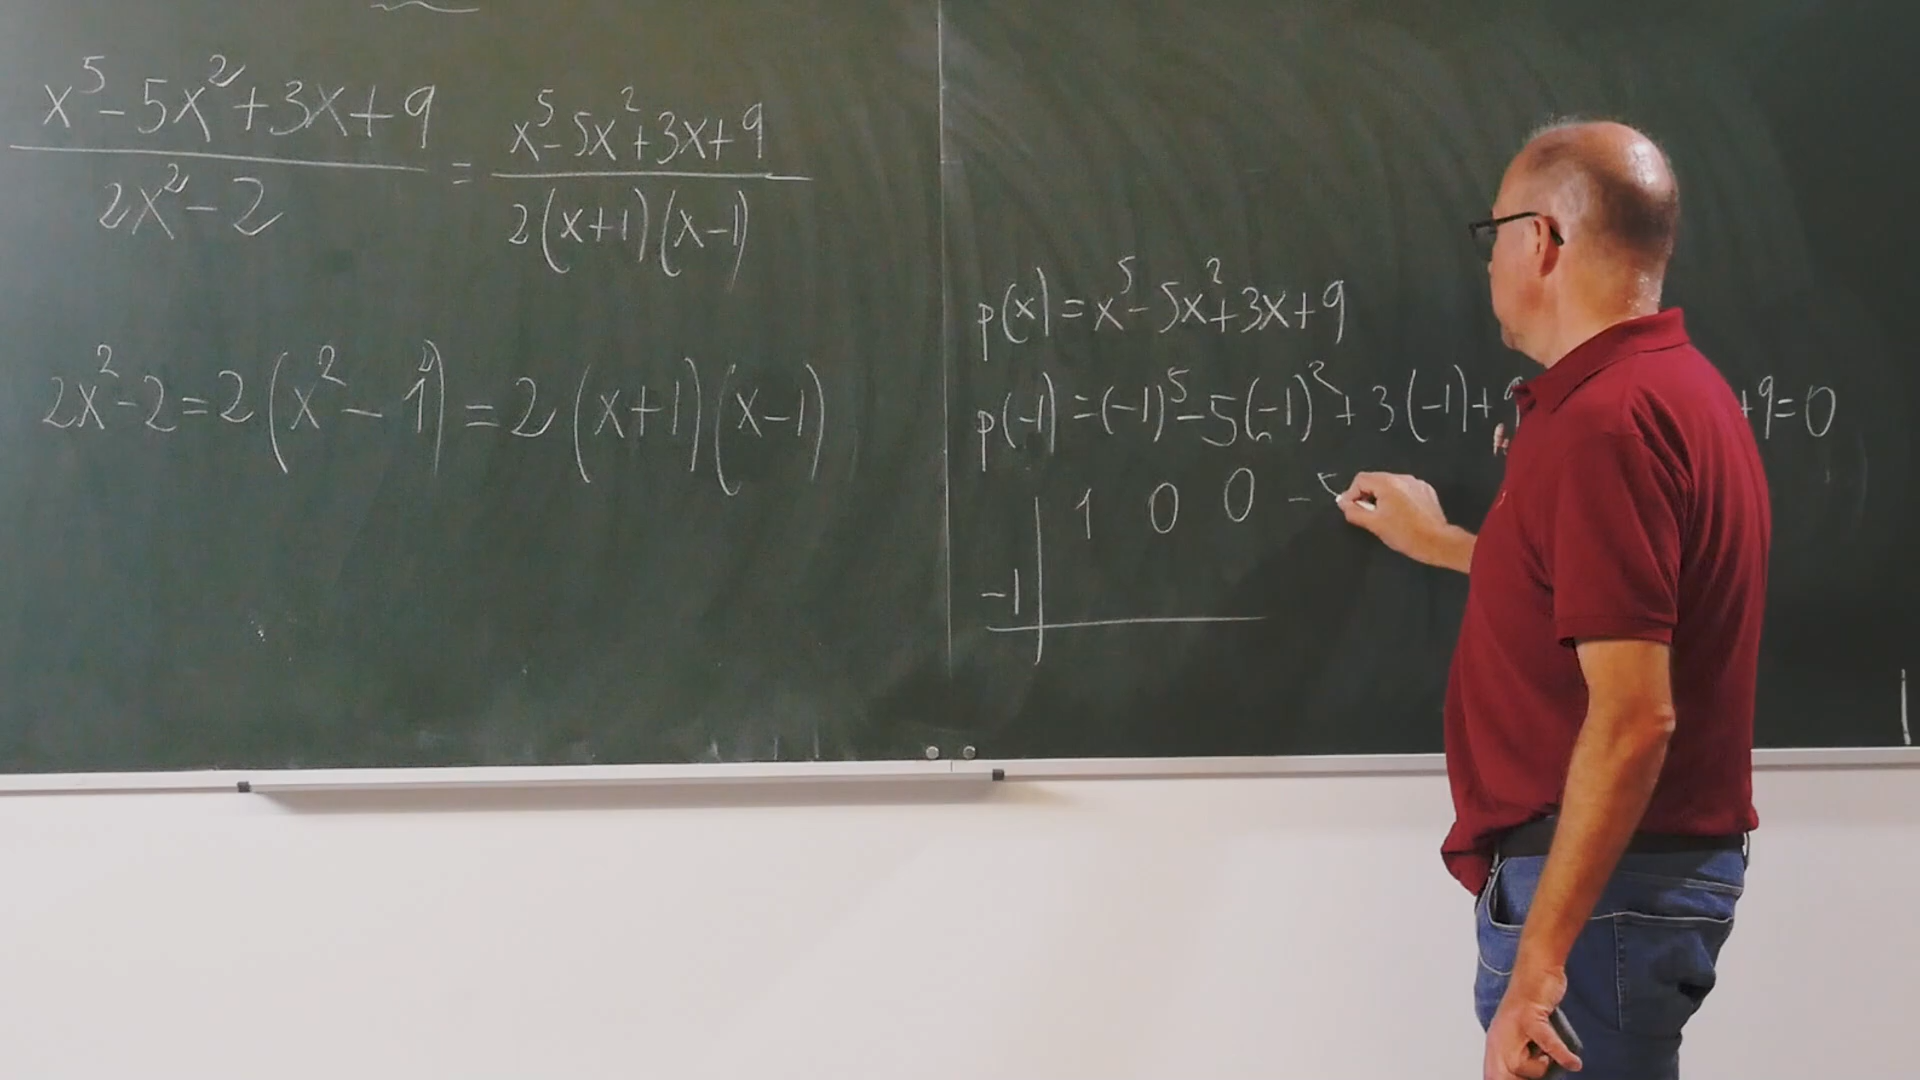 x⁵-5x²+3x+9 / 2x²-2 = x⁵-5x²+3x+9 / 2(x+1)(x-1)
2x²-2=2(x²-1²)=2(x+1)(x-1)
p(x)=x⁵-5x²+3x+9
p(-1)=(-1)⁵-5(-1)²+3(-1)+9 +9=0
1 0 0 -5
-1